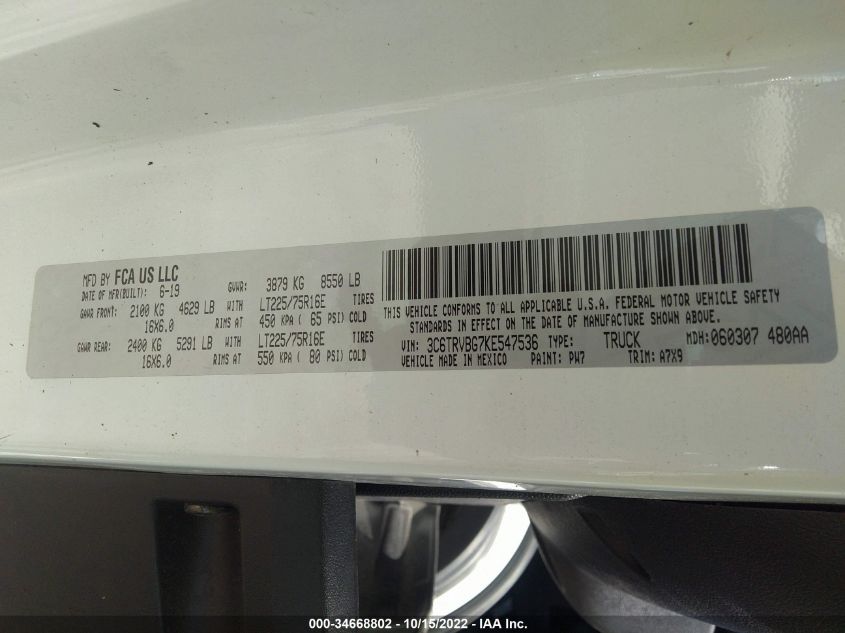 MFD BY FCA US LLC
DATE OF MFR(BUILT): 6-19 GVWR: 3879 KG 8550 LB
GAWR FRONT: 2100 KG 4629 LB WITH LT225/75R16E TIRES
16X6.0 RIMS AT 450 KPA ( 65 PSI) COLD
GAWR REAR: 2400 KG 5291 LB WITH LT225/75R16E TIRES
16X6.0 RIMS AT 550 KPA ( 80 PSI) COLD
THIS VEHICLE CONFORMS TO ALL APPLICABLE U.S.A. FEDERAL MOTOR VEHICLE SAFETY
STANDARDS IN EFFECT ON THE DATE OF MANUFACTURE SHOWN ABOVE.
VIN: 3C6TRVBG7KE547536 TYPE: TRUCK MDH: 060307 480AA
MADE IN MEXICO PAINT: PW7 TRIM: A7X9
000-34668802 - 10/15/2022 - IAA Inc.